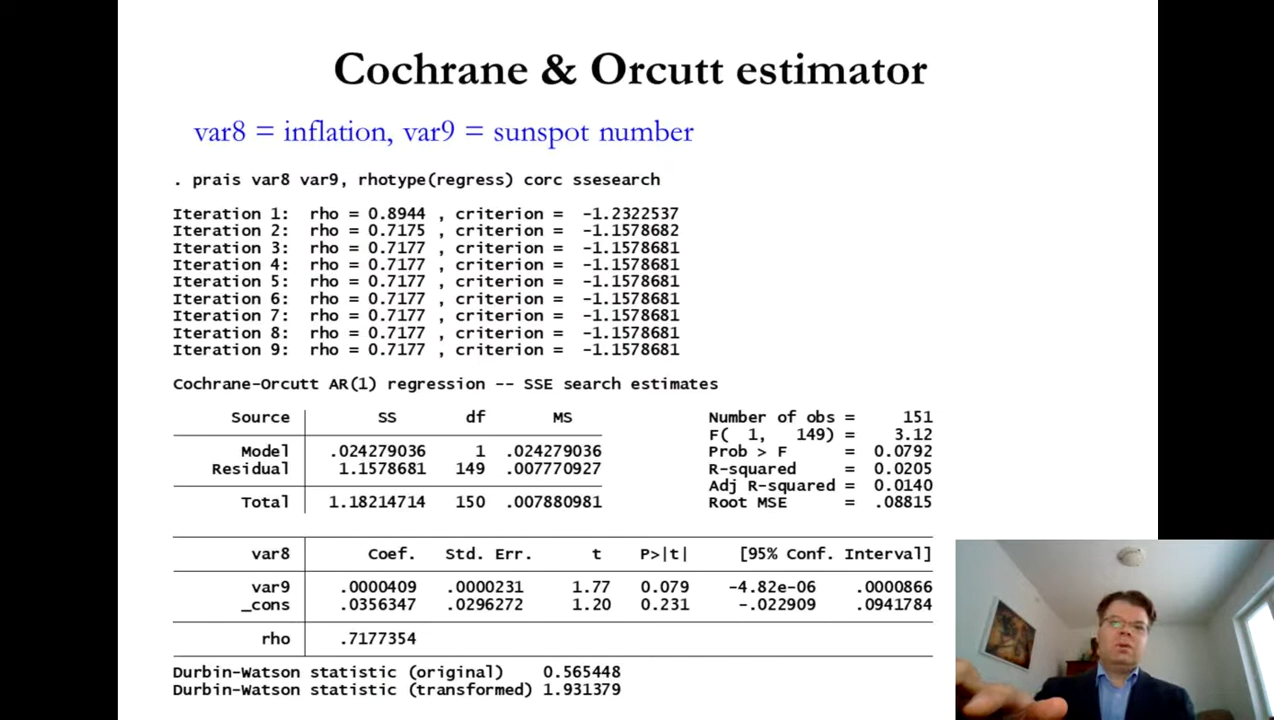 Cochrane & Orcutt estimator
var8 = inflation, var9 = sunspot number
. prais var8 var9, rhotype(regress) corc ssesearch
Iteration 1:  rho = 0.8944 , criterion =  -1.2322537
Iteration 2:  rho = 0.7175 , criterion =  -1.1578682
Iteration 3:  rho = 0.7177 , criterion =  -1.1578681
Iteration 4:  rho = 0.7177 , criterion =  -1.1578681
Iteration 5:  rho = 0.7177 , criterion =  -1.1578681
Iteration 6:  rho = 0.7177 , criterion =  -1.1578681
Iteration 7:  rho = 0.7177 , criterion =  -1.1578681
Iteration 8:  rho = 0.7177 , criterion =  -1.1578681
Iteration 9:  rho = 0.7177 , criterion =  -1.1578681
Cochrane-Orcutt AR(1) regression -- SSE search estimates
Source | SS df MS Number of obs = 151
F( 1, 149) = 3.12
Model | .024279036 1 .024279036 Prob > F = 0.0792
Residual | 1.1578681 149 .007770927 R-squared = 0.0205
Adj R-squared = 0.0140
Total | 1.18214714 150 .007880981 Root MSE = .08815
var8 | Coef. Std. Err. t P>|t| [95% Conf. Interval]
var9 | .0000409 .0000231 1.77 0.079 -4.82e-06 .0000866
_cons | .0356347 .0296272 1.20 0.231 -.022909 .0941784
rho | .7177354
Durbin-Watson statistic (original) 0.565448
Durbin-Watson statistic (transformed) 1.931379